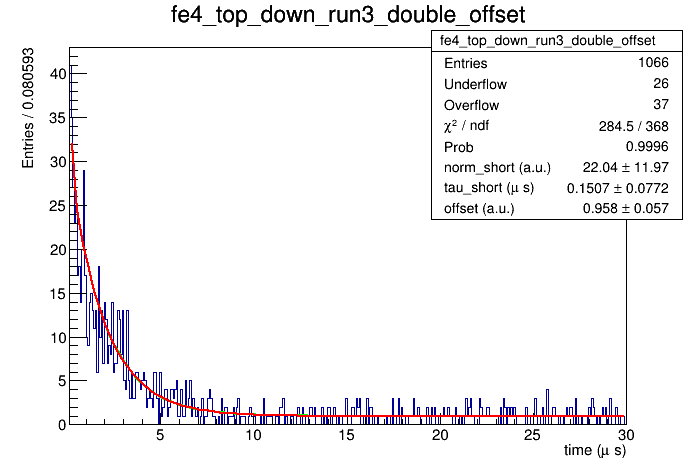 fe4_top_down_run3_double_offset
fe4_top_down_run3_double_offset
Entries 1066
Underflow 26
Overflow 37
χ² / ndf 284.5 / 368
Prob 0.9996
norm_short (a.u.) 22.04 ± 11.97
tau_short (μ s) 0.1507 ± 0.0772
offset (a.u.) 0.958 ± 0.057
Entries / 0.080593
40
35
30
25
20
15
10
5
0
5 10 15 20 25 30
time (μ s)